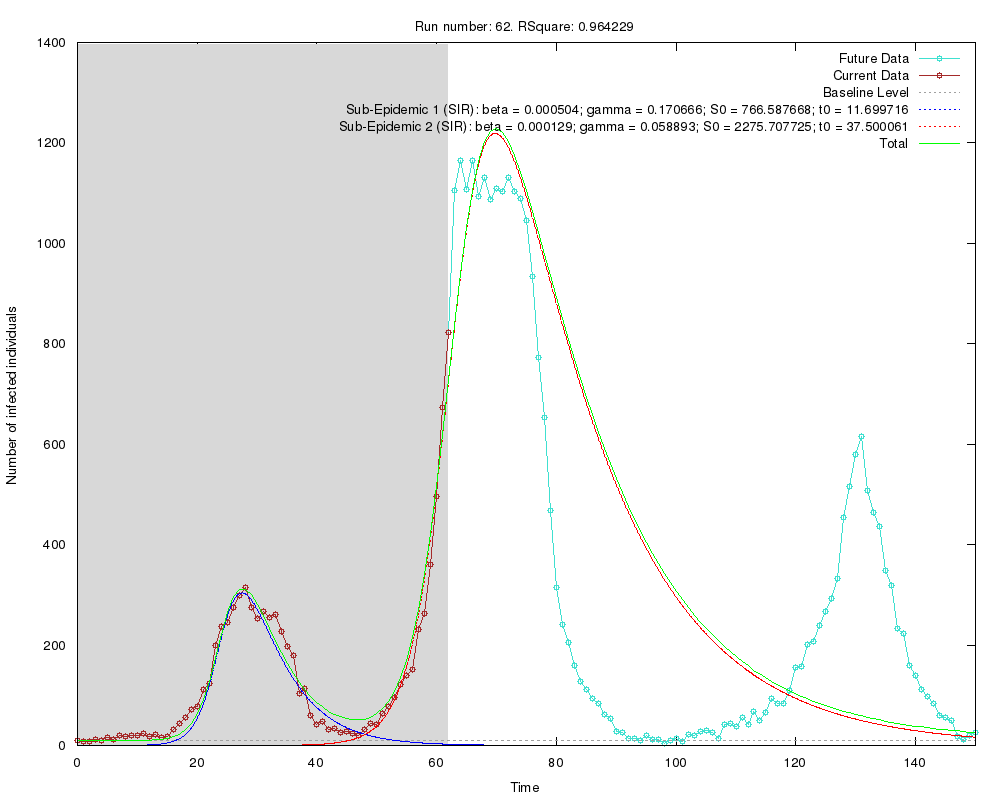 Run number: 62. RSquare: 0.964229
1400
1200
1000
800
600
400
200
0
Number of infected individuals
Future Data
Current Data
Baseline Level
Sub-Epidemic 1 (SIR): beta = 0.000504; gamma = 0.170666; S0 = 766.587668; t0 = 11.699716
Sub-Epidemic 2 (SIR): beta = 0.000129; gamma = 0.058893; S0 = 2275.707725; t0 = 37.500061
Total
0 20 40 60 80 100 120 140
Time